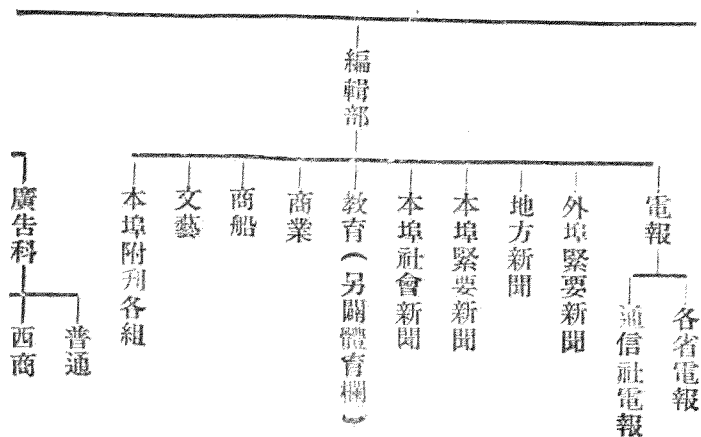 編輯部
電報
各省電報
通信社電報
外埠緊要新聞
地方新聞
本埠緊要新聞
本埠社會新聞
教育(另闢體育欄)
商業
商船
文藝
本埠附刋各組
廣告科
普通
西商